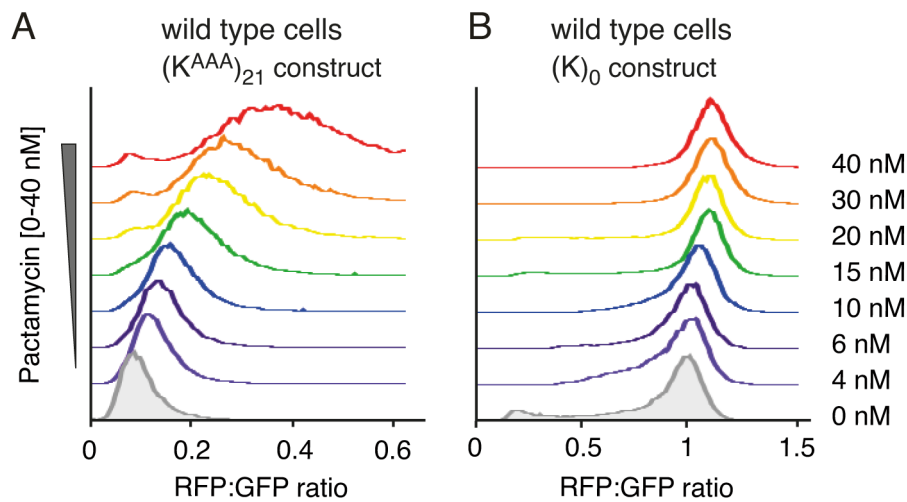 A
wild type cells
(K^AAA)₂₁ construct
Pactamycin [0-40 nM]
0
0.2
0.4
0.6
RFP:GFP ratio
B
wild type cells
(K)₀ construct
40 nM
30 nM
20 nM
15 nM
10 nM
6 nM
4 nM
0 nM
0
0.5
1
1.5
RFP:GFP ratio